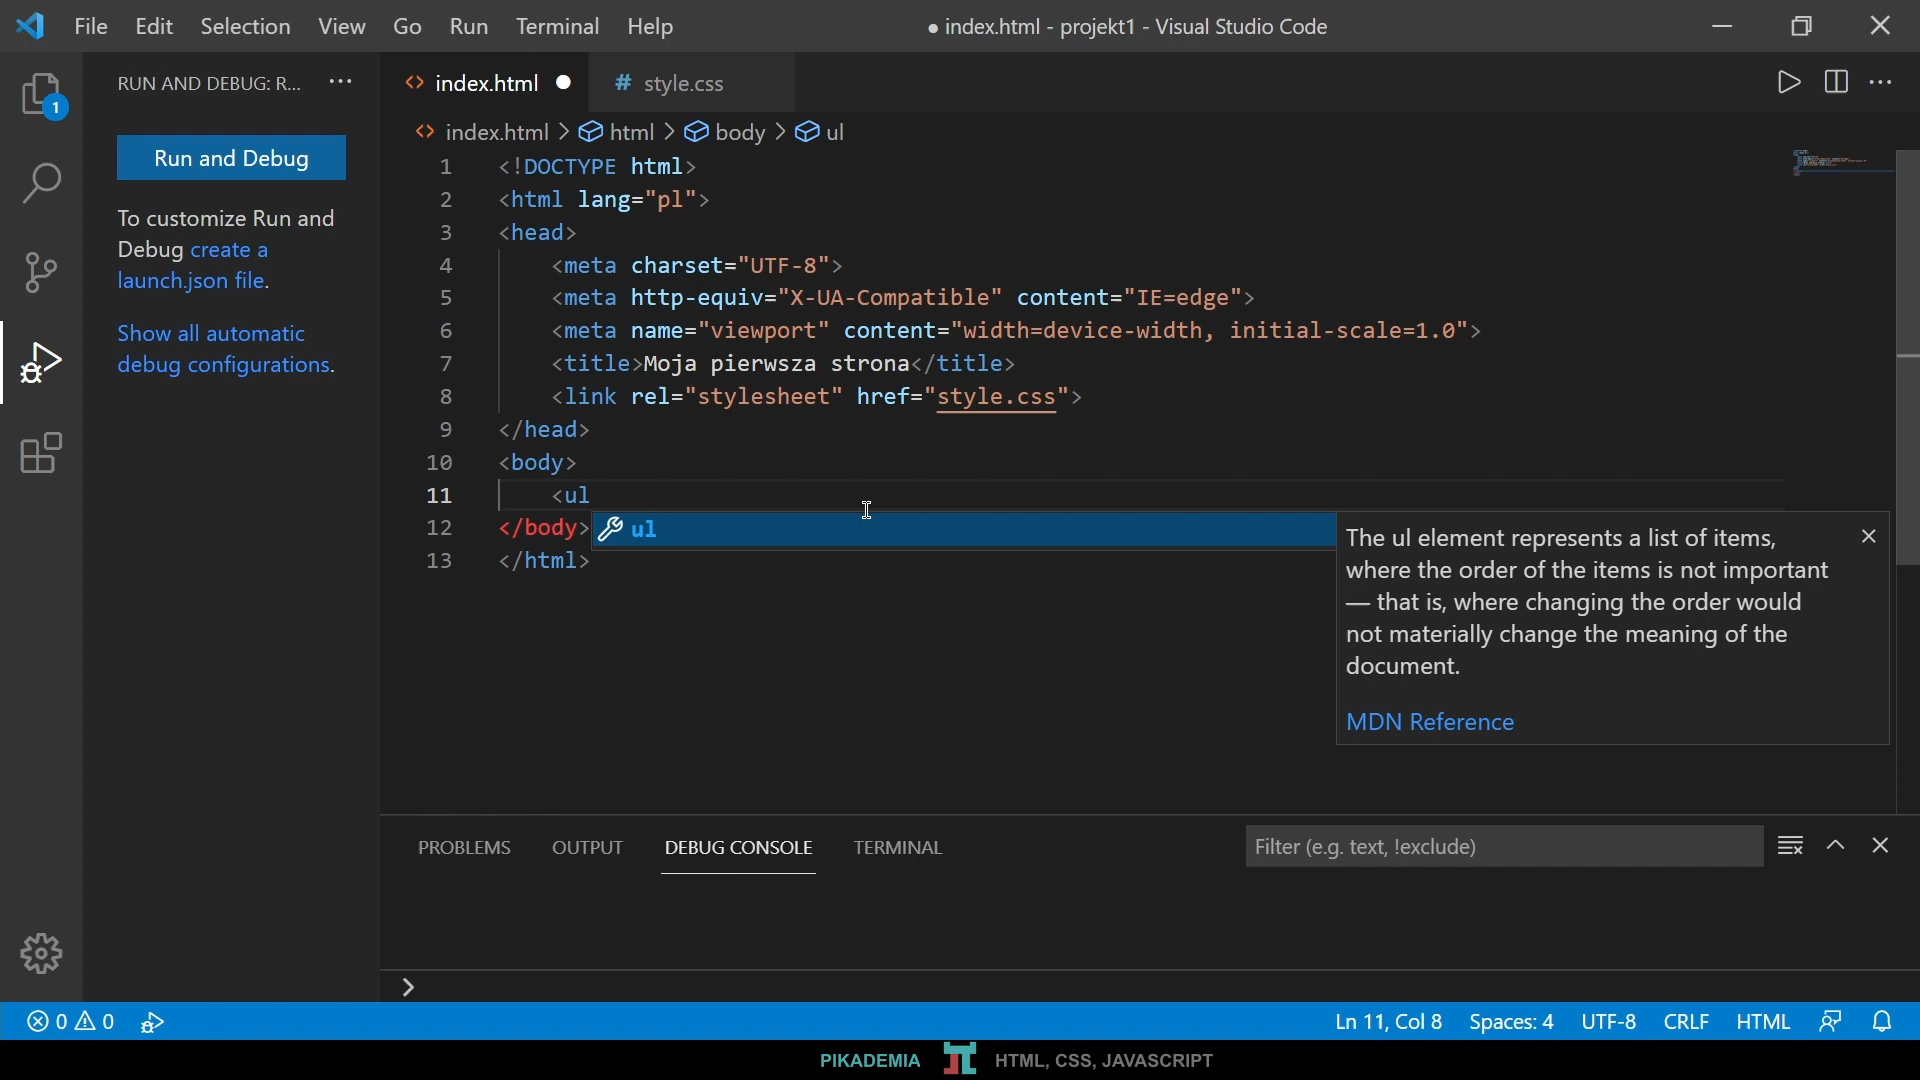 File Edit Selection View Go Run Terminal Help
● index.html - projekt1 - Visual Studio Code
RUN AND DEBUG: R... ···
1
Run and Debug
To customize Run and
Debug create a
launch.json file.
Show all automatic
debug configurations.
<> index.html ●
# style.css
<> index.html > html > body > ul
1 <!DOCTYPE html>
2 <html lang="pl">
3 <head>
4 <meta charset="UTF-8">
5 <meta http-equiv="X-UA-Compatible" content="IE=edge">
6 <meta name="viewport" content="width=device-width, initial-scale=1.0">
7 <title>Moja pierwsza strona</title>
8 <link rel="stylesheet" href="style.css">
9 </head>
10 <body>
11 <ul
12 </body>
13 </html>
ul
The ul element represents a list of items,
where the order of the items is not important
— that is, where changing the order would
not materially change the meaning of the
document.
MDN Reference
PROBLEMS OUTPUT DEBUG CONSOLE TERMINAL
Filter (e.g. text, !exclude)
>
0 0
Ln 11, Col 8 Spaces: 4 UTF-8 CRLF HTML
PIKADEMIA HTML, CSS, JAVASCRIPT